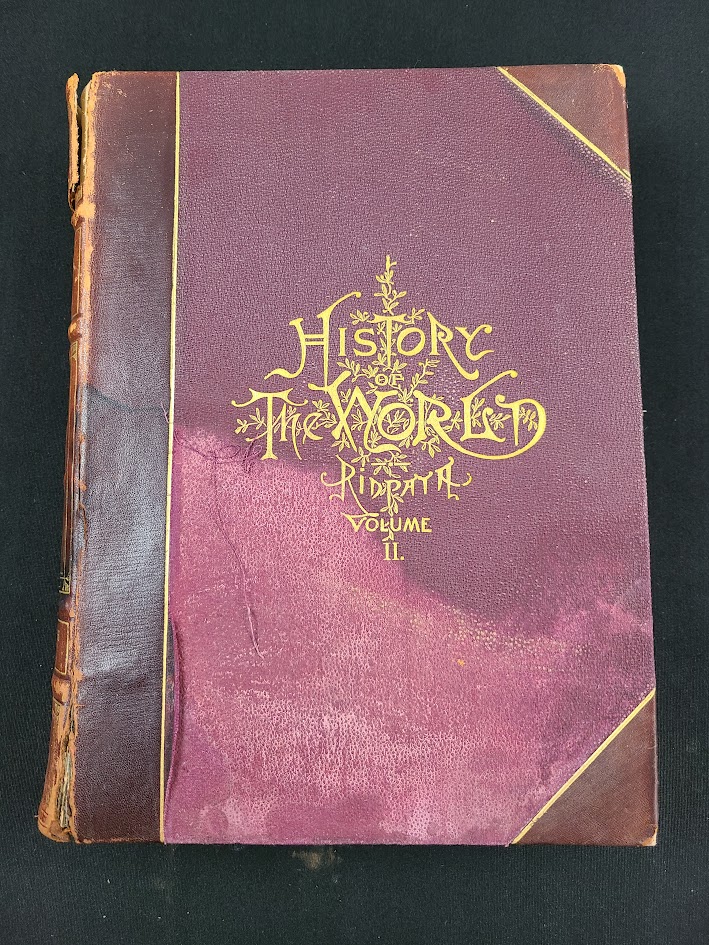 HISTORY
OF
The WORLD
RIDPATH
VOLUME
II.